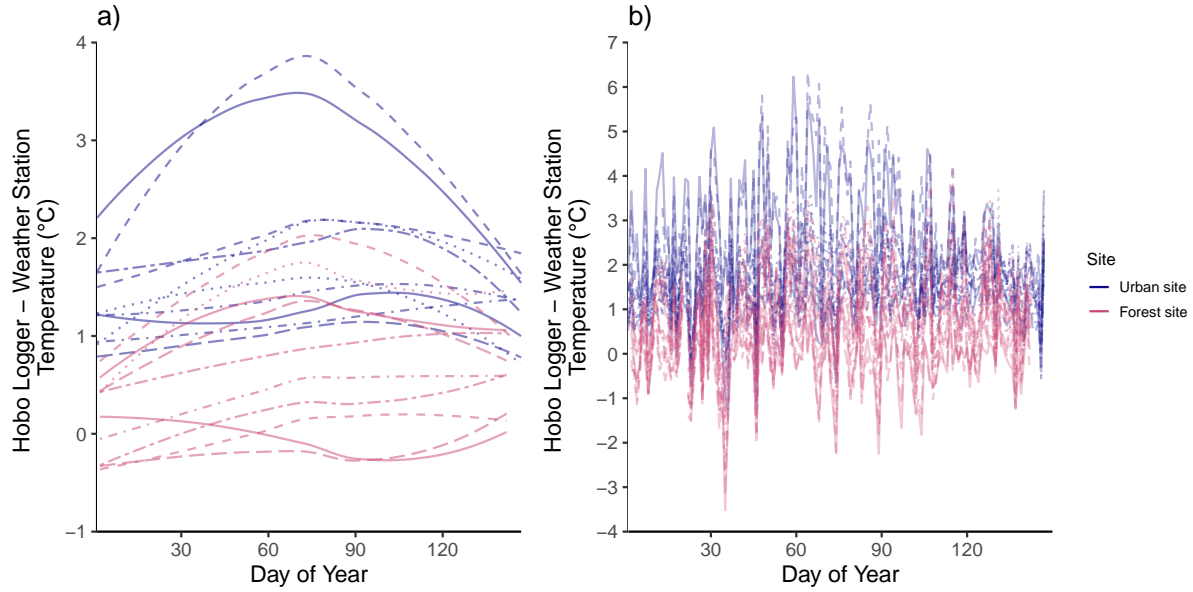 a)
Hobo Logger – Weather Station
Temperature (°C)
4
3
2
1
0
−1
30
60
90
120
Day of Year
b)
Hobo Logger – Weather Station
Temperature (°C)
7
6
5
4
3
2
1
0
−1
−2
−3
−4
30
60
90
120
Day of Year
Site
Urban site
Forest site